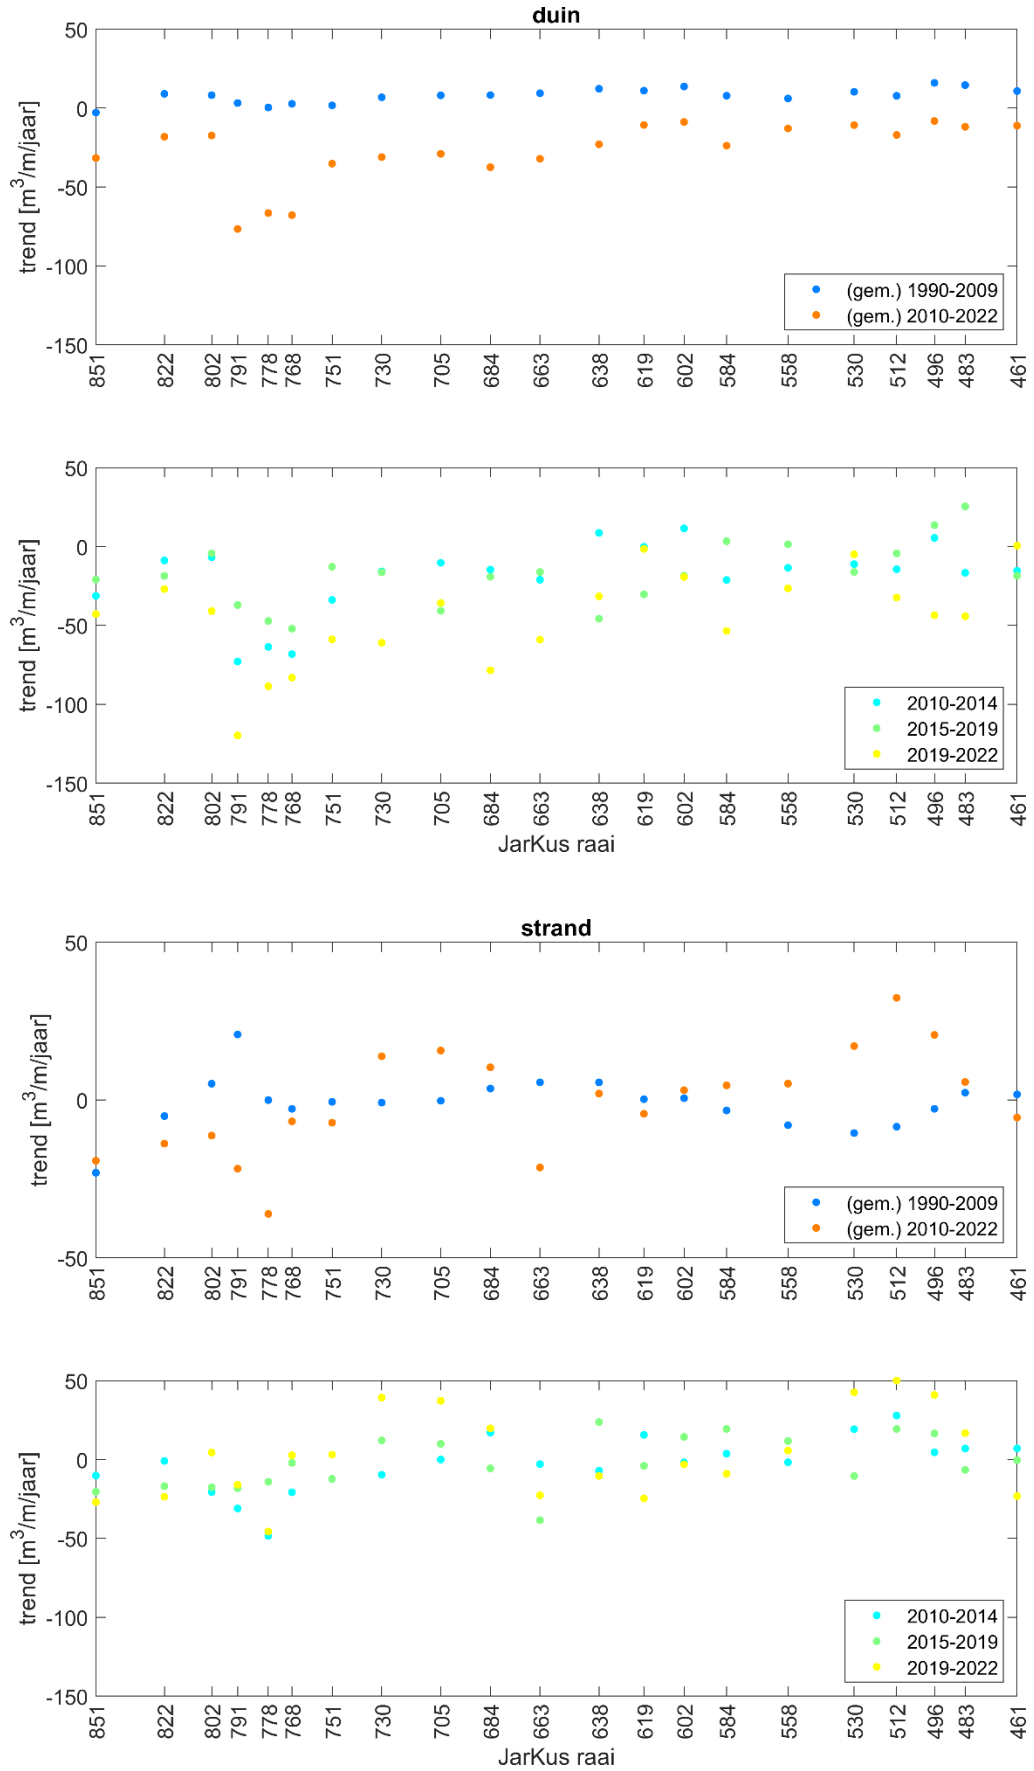 duin
50
0
-50
-100
-150
trend [m³/m/jaar]
(gem.) 1990-2009
(gem.) 2010-2022
851 822 802 791 778 768 751 730 705 684 663 638 619 602 584 558 530 512 496 483 461
50
0
-50
-100
-150
trend [m³/m/jaar]
2010-2014
2015-2019
2019-2022
851 822 802 791 778 768 751 730 705 684 663 638 619 602 584 558 530 512 496 483 461
JarKus raai
strand
50
0
-50
trend [m³/m/jaar]
(gem.) 1990-2009
(gem.) 2010-2022
851 822 802 791 778 768 751 730 705 684 663 638 619 602 584 558 530 512 496 483 461
50
0
-50
-100
-150
trend [m³/m/jaar]
2010-2014
2015-2019
2019-2022
851 822 802 791 778 768 751 730 705 684 663 638 619 602 584 558 530 512 496 483 461
JarKus raai